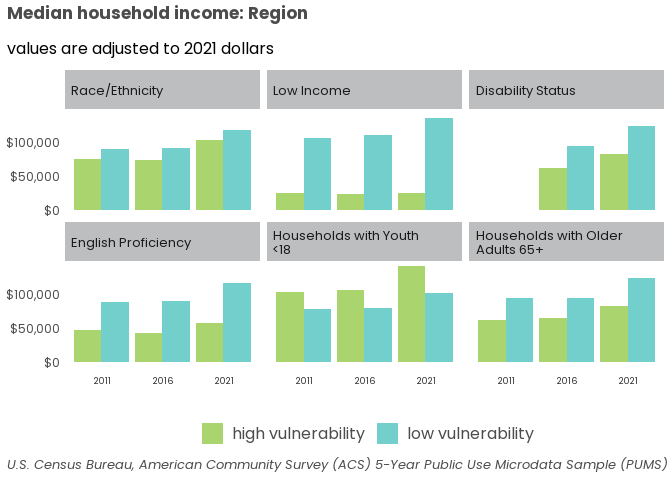 Median household income: Region
values are adjusted to 2021 dollars
Race/Ethnicity
Low Income
Disability Status
$100,000
$50,000
$0
English Proficiency
Households with Youth
<18
Households with Older
Adults 65+
$100,000
$50,000
$0
2011 2016 2021
2011 2016 2021
2011 2016 2021
high vulnerability low vulnerability
U.S. Census Bureau, American Community Survey (ACS) 5-Year Public Use Microdata Sample (PUMS)